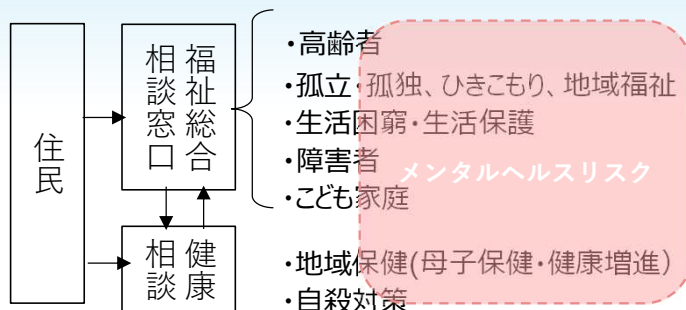 住民
福祉総合
相談窓口
・高齢者
・孤立・孤独、ひきこもり、地域福祉
・生活困窮・生活保護
・障害者
・こども家庭
メンタルヘルスリスク
健康
相談
・地域保健(母子保健・健康増進)
・自殺対策